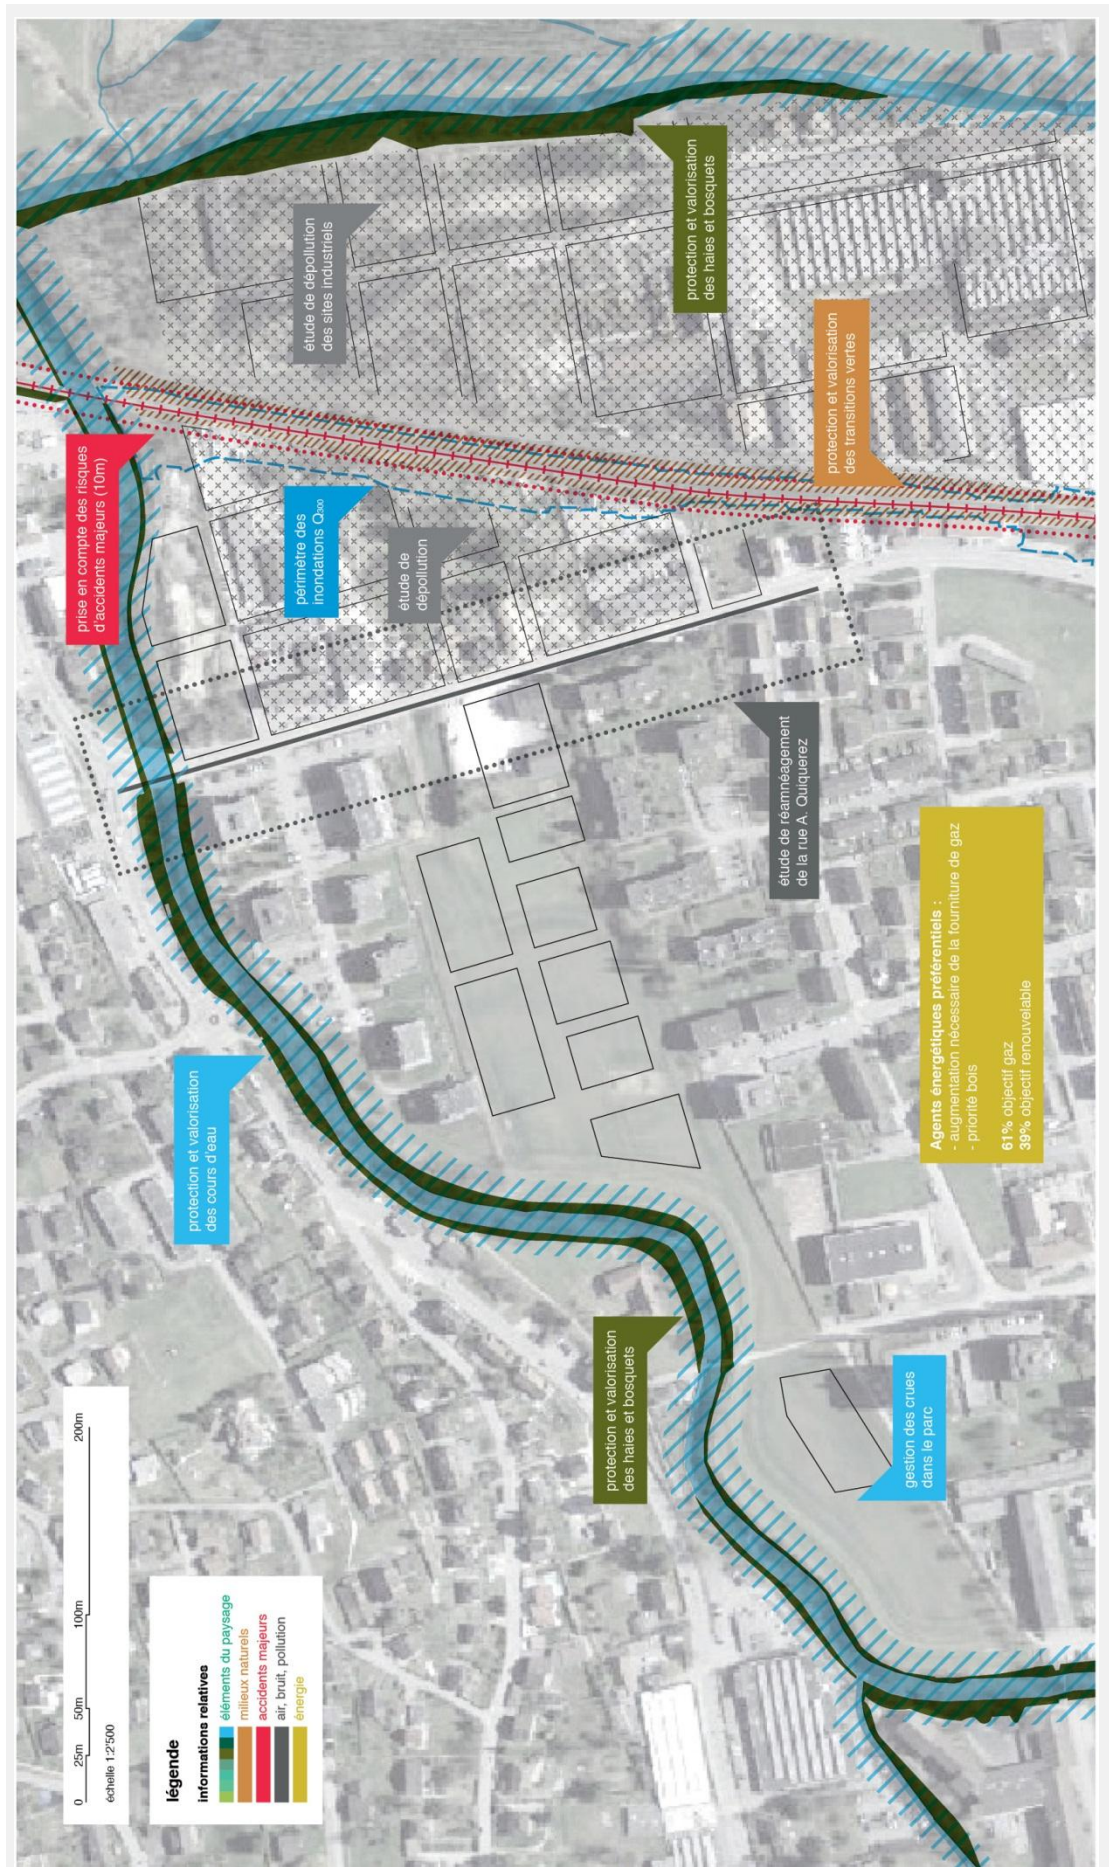 0 25m 50m 100m 200m
échelle 1:2'500
légende
informations relatives
éléments du paysage
milieux naturels
accidents majeurs
air, bruit, pollution
énergie
prise en compte des risques
d'accidents majeurs (10m)
protection et valorisation
des cours d'eau
périmètre des
inondations Q300
étude de dépollution
des sites industriels
étude de
dépollution
protection et valorisation
des haies et bosquets
protection et valorisation
des haies et bosquets
étude de réamnéagement
de la rue A. Quiquerez
protection et valorisation
des transitions vertes
gestion des crues
dans le parc
Agents énergétiques préférentiels :
- augmentation nécessaire de la fourniture de gaz
- priorité bois
61% objectif gaz
39% objectif renouvelable